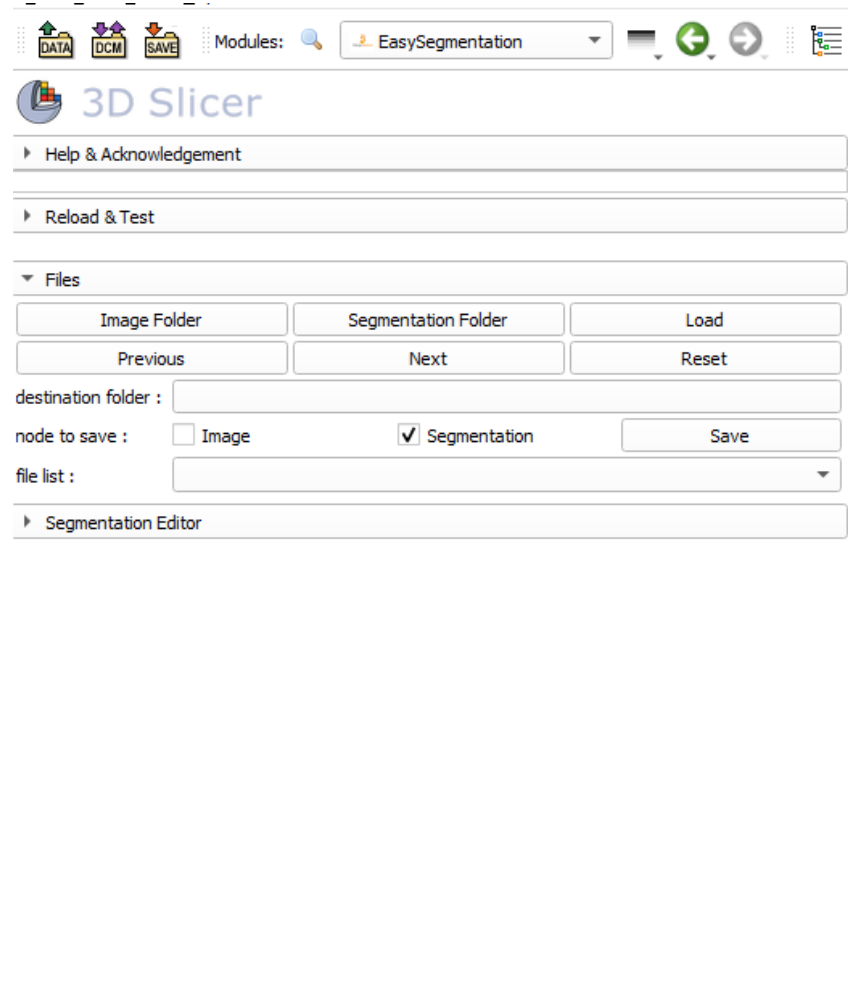 DATA DCM SAVE Modules: EasySegmentation
3D Slicer
Help & Acknowledgement
Reload & Test
Files
Image Folder Segmentation Folder Load
Previous Next Reset
destination folder :
node to save : Image Segmentation Save
file list :
Segmentation Editor